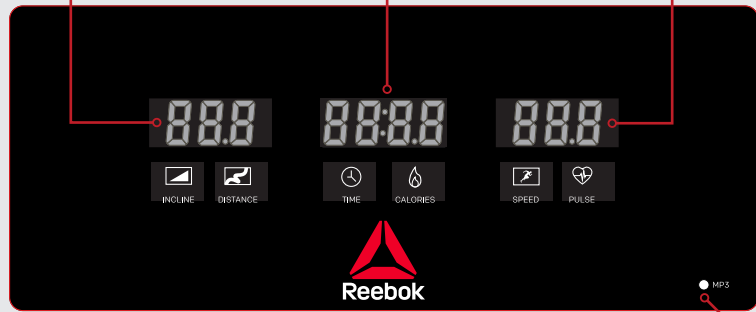 88.8 88:8.8 88.8
INCLINE DISTANCE TIME CALORIES SPEED PULSE
Reebok
MP3